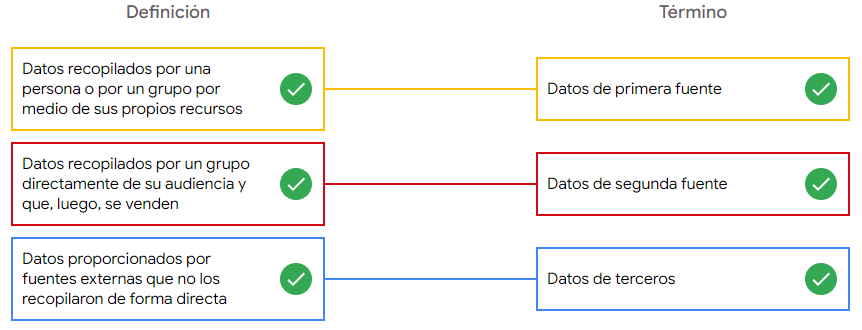 Definición
Término
Datos recopilados por una
persona o por un grupo por
medio de sus propios recursos
Datos de primera fuente
Datos recopilados por un grupo
directamente de su audiencia y
que, luego, se venden
Datos de segunda fuente
Datos proporcionados por
fuentes externas que no los
recopilaron de forma directa
Datos de terceros